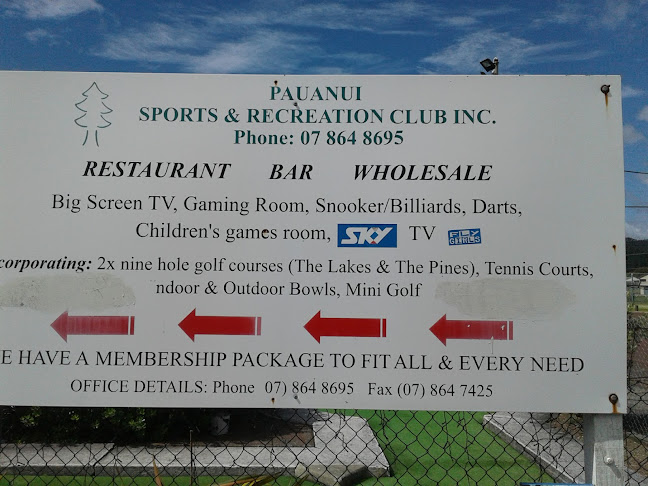 PAUANUI
SPORTS & RECREATION CLUB INC.
Phone: 07 864 8695
RESTAURANT BAR WHOLESALE
Big Screen TV, Gaming Room, Snooker/Billiards, Darts,
Children's games room, SKY TV FLY GIRLS
corporating: 2x nine hole golf courses (The Lakes & The Pines), Tennis Courts,
ndoor & Outdoor Bowls, Mini Golf
E HAVE A MEMBERSHIP PACKAGE TO FIT ALL & EVERY NEED
OFFICE DETAILS: Phone 07) 864 8695 Fax (07) 864 7425